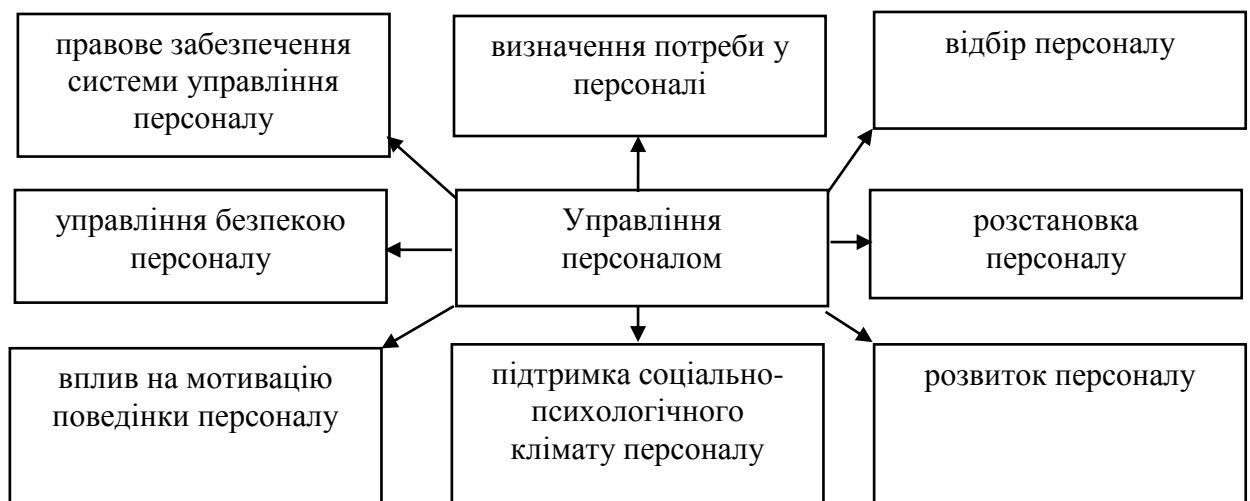 правове забезпечення
системи управління
персоналу
визначення потреби у
персоналі
відбір персоналу
управління безпекою
персоналу
Управління
персоналом
розстановка
персоналу
вплив на мотивацію
поведінки персоналу
підтримка соціально-
психологічного
клімату персоналу
розвиток персоналу